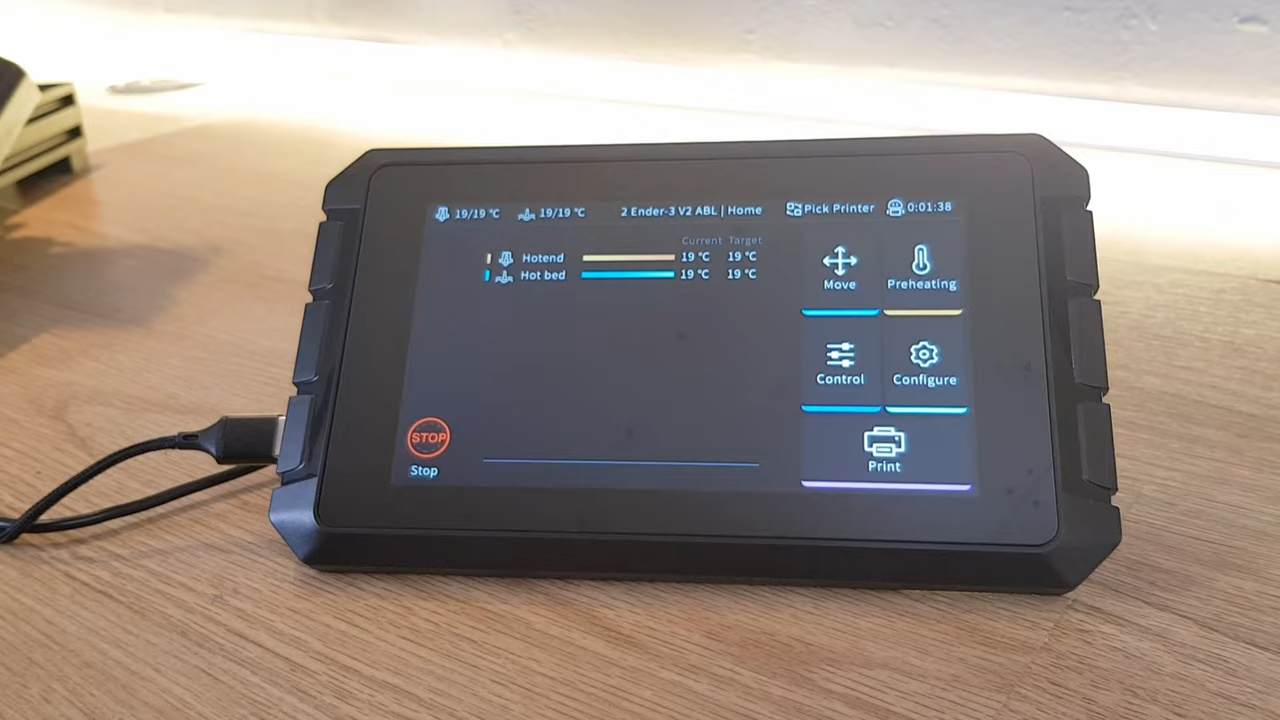 19/19 °C 19/19 °C 2 Ender-3 V2 ABL | Home Pick Printer 0:01:38
Current Target
Hotend 19 °C 19 °C
Hot bed 19 °C 19 °C
Move Preheating
Control Configure
Print
STOP
Stop